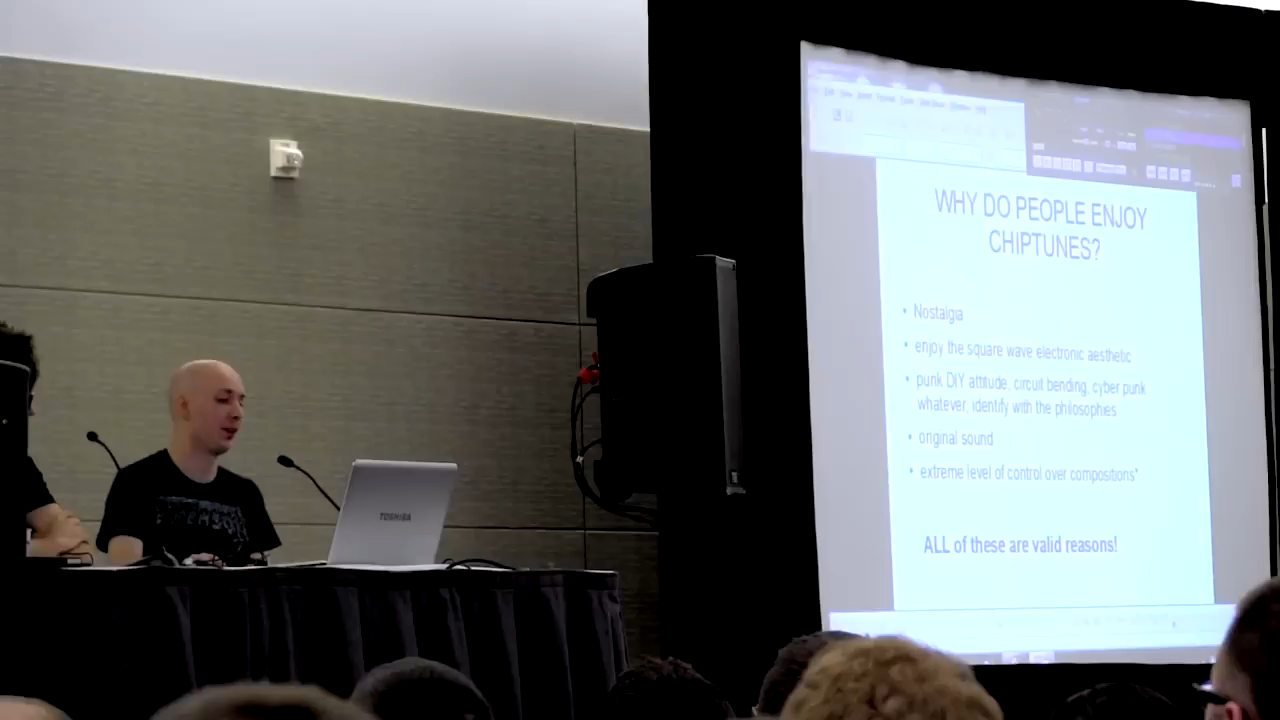 WHY DO PEOPLE ENJOY
CHIPTUNES?
• Nostalgia
• enjoy the square wave electronic aesthetic
• punk DIY attitude, circuit bending, cyber punk
whatever, identify with the philosophies
• original sound
• extreme level of control over compositions*
ALL of these are valid reasons!
TOSHIBA